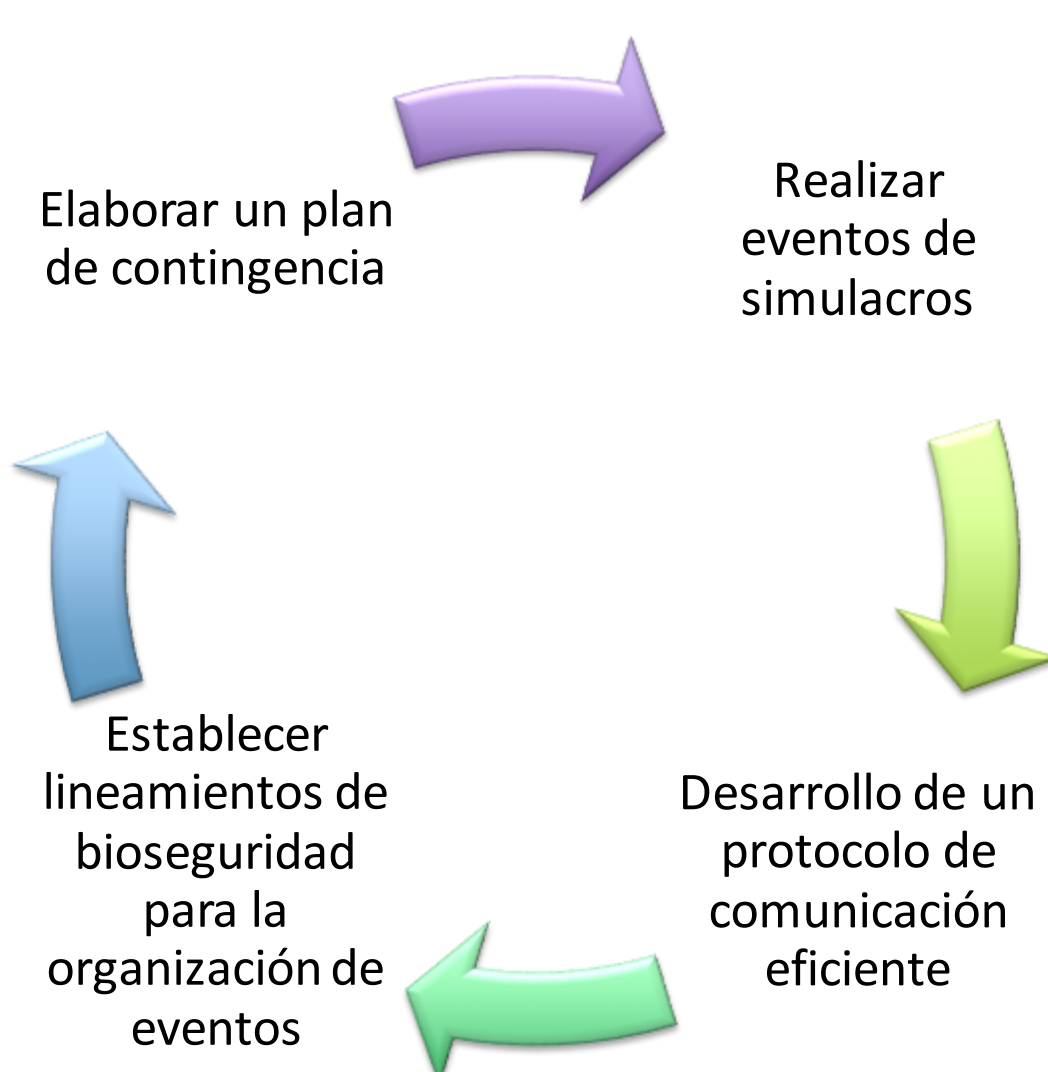 Elaborar un plan
de contingencia
Realizar
eventos de
simulacros
Desarrollo de un
protocolo de
comunicación
eficiente
Establecer
lineamientos de
bioseguridad
para la
organización de
eventos